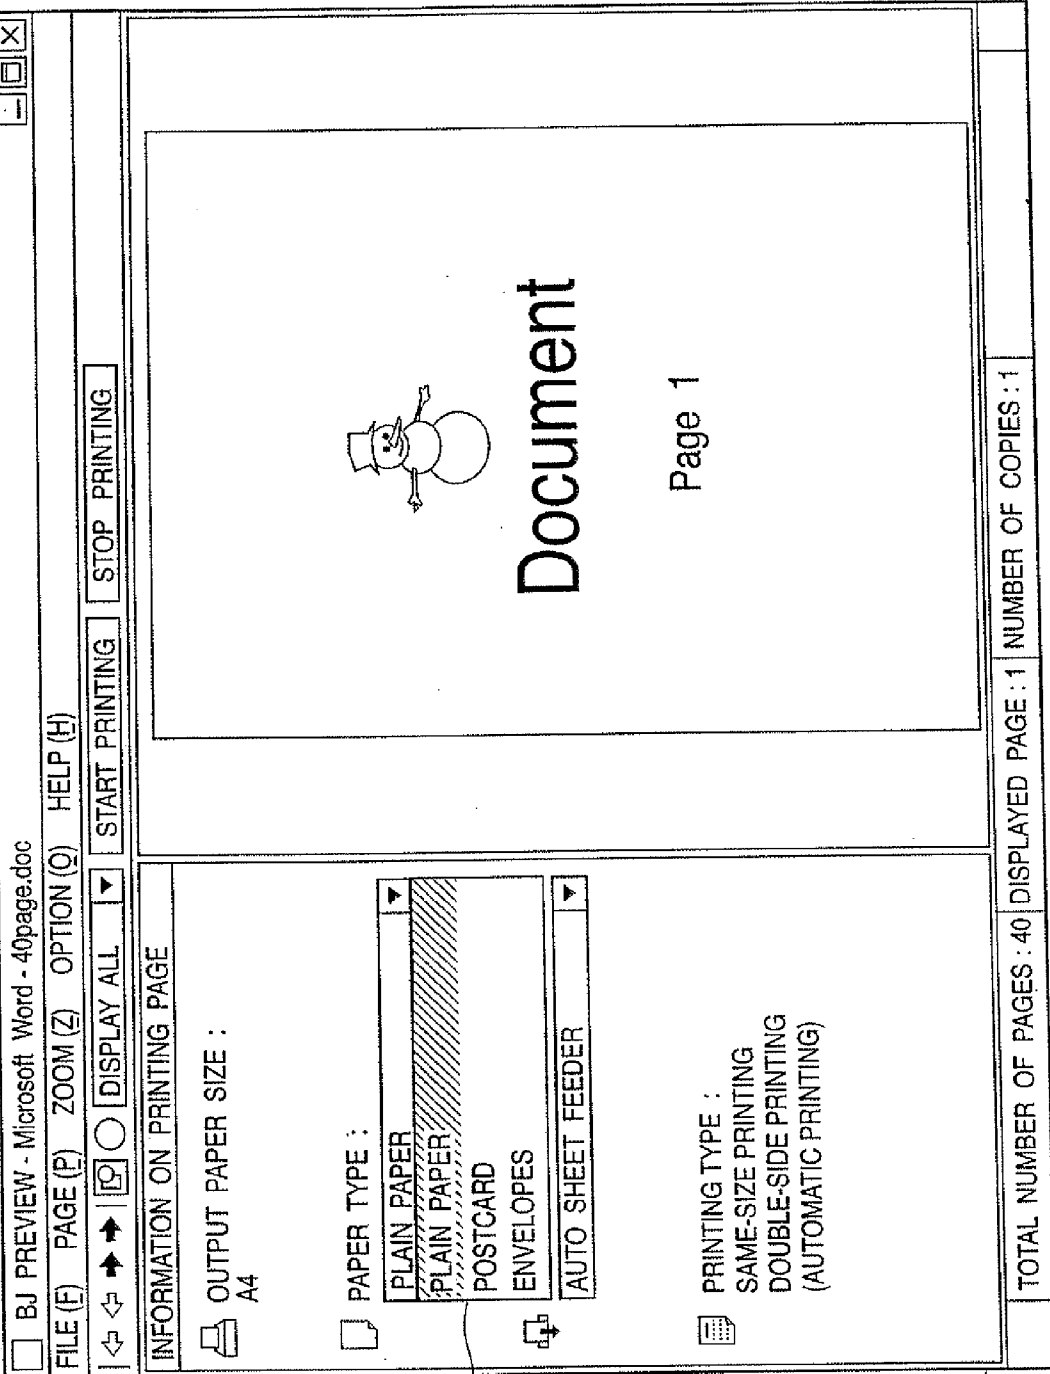 BJ PREVIEW - Microsoft Word - 40page.doc
FILE (F) PAGE (P) ZOOM (Z) OPTION (O) HELP (H)
DISPLAY ALL START PRINTING STOP PRINTING
INFORMATION ON PRINTING PAGE
OUTPUT PAPER SIZE :
A4
PAPER TYPE :
PLAIN PAPER
PLAIN PAPER
POSTCARD
ENVELOPES
AUTO SHEET FEEDER
PRINTING TYPE :
SAME-SIZE PRINTING
DOUBLE-SIDE PRINTING
(AUTOMATIC PRINTING)
Document
Page 1
TOTAL NUMBER OF PAGES : 40 DISPLAYED PAGE : 1 NUMBER OF COPIES : 1